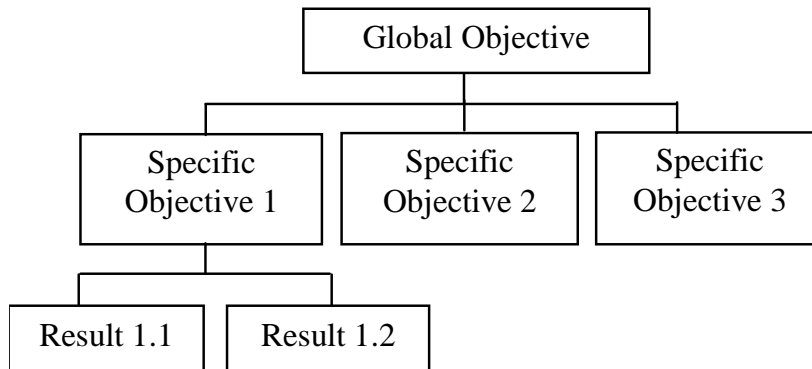 Global Objective
Specific
Objective 1
Specific
Objective 2
Specific
Objective 3
Result 1.1
Result 1.2